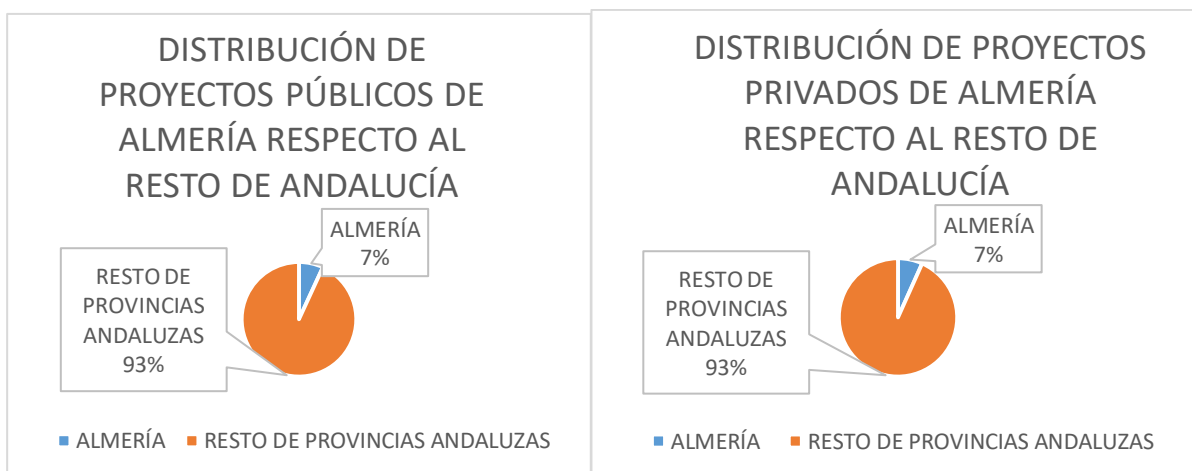 DISTRIBUCIÓN DE
PROYECTOS PÚBLICOS DE
ALMERÍA RESPECTO AL
RESTO DE ANDALUCÍA
ALMERÍA
7%
RESTO DE
PROVINCIAS
ANDALUZAS
93%
ALMERÍA
RESTO DE PROVINCIAS ANDALUZAS
DISTRIBUCIÓN DE PROYECTOS
PRIVADOS DE ALMERÍA
RESPECTO AL RESTO DE
ANDALUCÍA
ALMERÍA
7%
RESTO DE
PROVINCIAS
ANDALUZAS
93%
ALMERÍA
RESTO DE PROVINCIAS ANDALUZAS